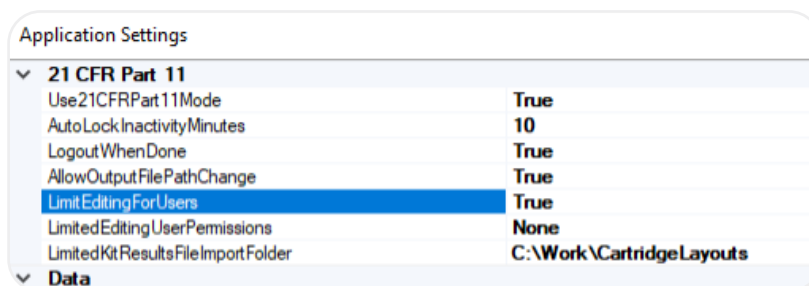 Application Settings
21 CFR Part 11
Use21CFRPart11Mode True
AutoLockInactivityMinutes 10
LogoutWhenDone True
AllowOutputFilePathChange True
LimitEditingForUsers True
LimitedEditingUserPermissions None
LimitedKitResultsFileImportFolder C:\Work\CartridgeLayouts
Data